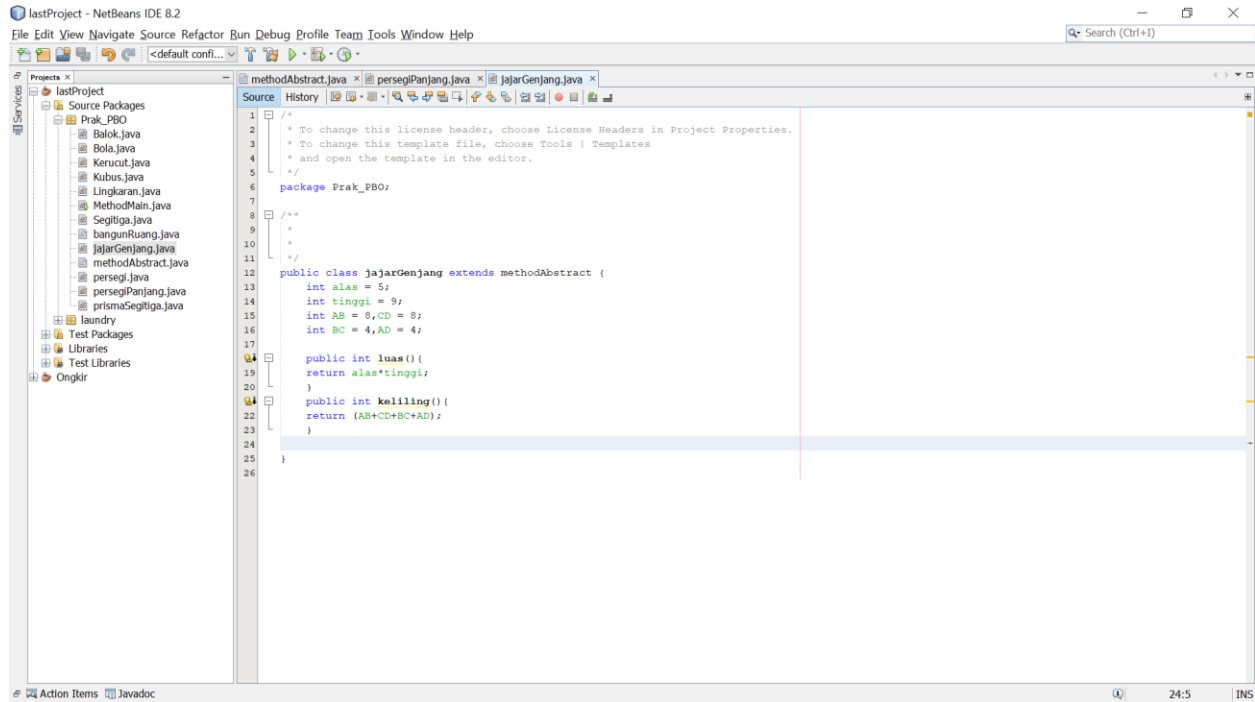 lastProject - NetBeans IDE 8.2
File Edit View Navigate Source Refactor Run Debug Profile Team Tools Window Help
Search (Ctrl+I)
<default confi...
Projects
Services
lastProject
Source Packages
Prak_PBO
Balok.java
Bola.java
Kerucut.java
Kubus.java
Lingkaran.java
MethodMain.java
Segitiga.java
bangunRuang.java
jajarGenjang.java
methodAbstract.java
persegi.java
persegiPanjang.java
prismaSegitiga.java
laundry
Test Packages
Libraries
Test Libraries
Ongkir
methodAbstract.java persegiPanjang.java jajarGenjang.java
Source History
1 /*
2 * To change this license header, choose License Headers in Project Properties.
3 * To change this template file, choose Tools | Templates
4 * and open the template in the editor.
5 */
6 package Prak_PBO;
7
8 /**
9 *
10 *
11 */
12 public class jajarGenjang extends methodAbstract {
13 int alas = 5;
14 int tinggi = 9;
15 int AB = 8,CD = 8;
16 int BC = 4,AD = 4;
17
public int luas(){
19 return alas*tinggi;
20 }
public int keliling(){
22 return (AB+CD+BC+AD);
23 }
24
25 }
26
Action Items Javadoc
24:5 INS